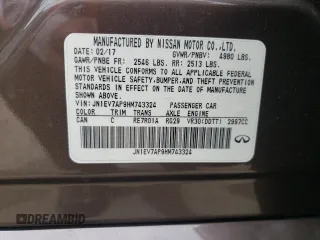 MANUFACTURED BY NISSAN MOTOR CO.,LTD.
DATE: 02/17 GVWR/PNBV: 4980 LBS.
GAWR/PNBE FR: 2546 LBS. RR: 2513 LBS.
THIS VEHICLE CONFORMS TO ALL APPLICABLE FEDERAL
MOTOR VEHICLE SAFETY, BUMPER, AND THEFT PREVENTION
STANDARDS IN EFFECT ON THE DATE OF MANUFACTURE
SHOWN ABOVE.
VIN: JN1EV7AP9HM743324 PASSENGER CAR
COLOR TRIM TRANS AXLE ENGINE
CAN C RE7R01A RG29 VR30(DDTT) 2997CC
JN1EV7AP9HM743324
DREAMBID